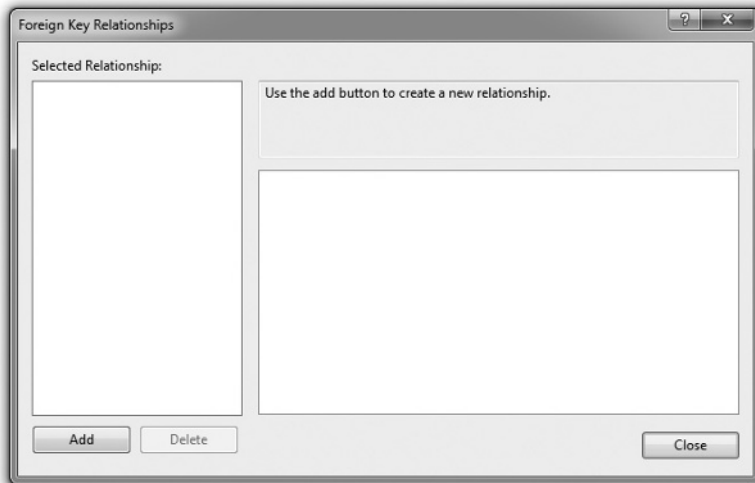 Foreign Key Relationships
?
X
Selected Relationship:
Use the add button to create a new relationship.
Add
Delete
Close